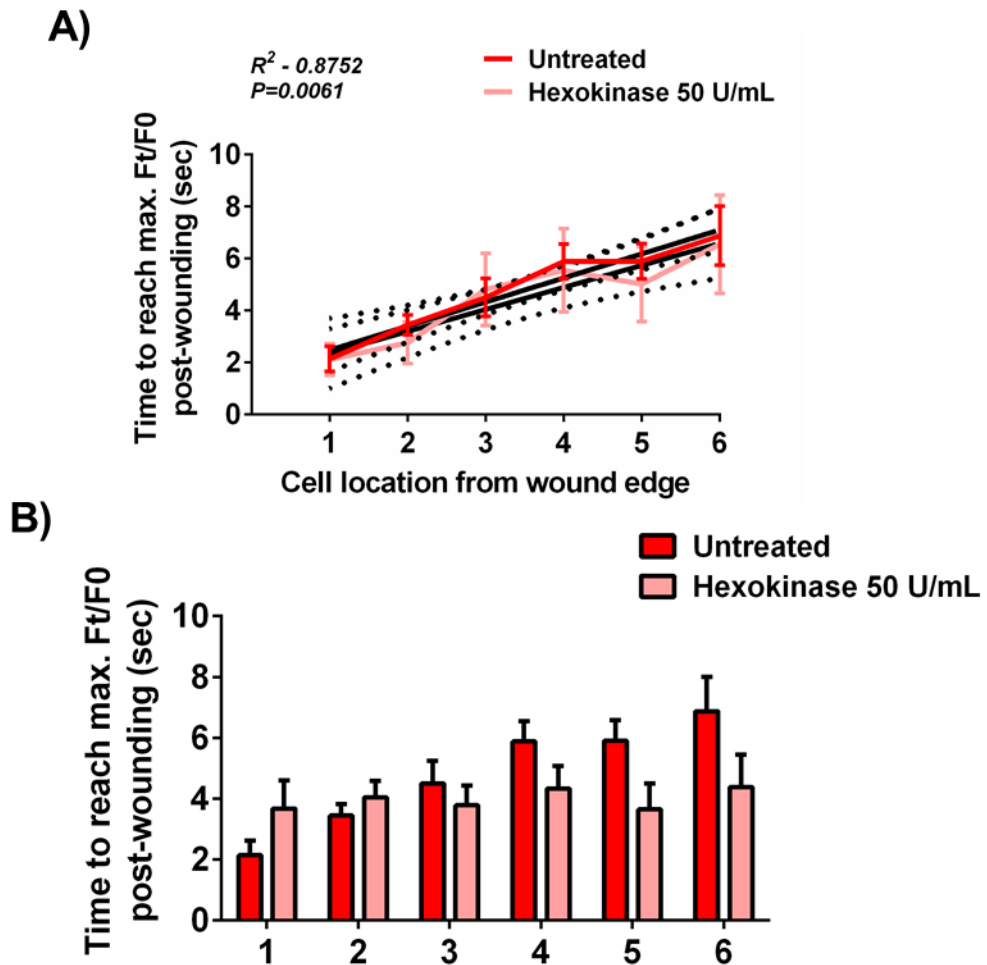 A)
R² - 0.8752
P=0.0061
Untreated
Hexokinase 50 U/mL
Time to reach max. Ft/F0
post-wounding (sec)
10
8
6
4
2
0
1 2 3 4 5 6
Cell location from wound edge
B)
Untreated
Hexokinase 50 U/mL
Time to reach max. Ft/F0
post-wounding (sec)
10
8
6
4
2
0
1 2 3 4 5 6